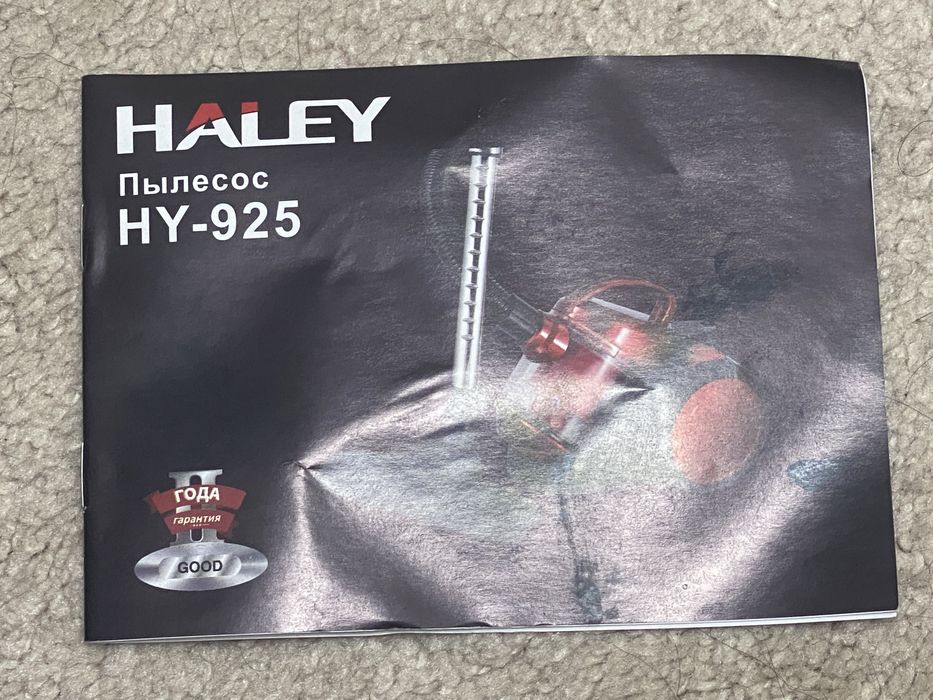 HALEY
Пылесос
HY-925
II
ГОДА
гарантия
GOOD